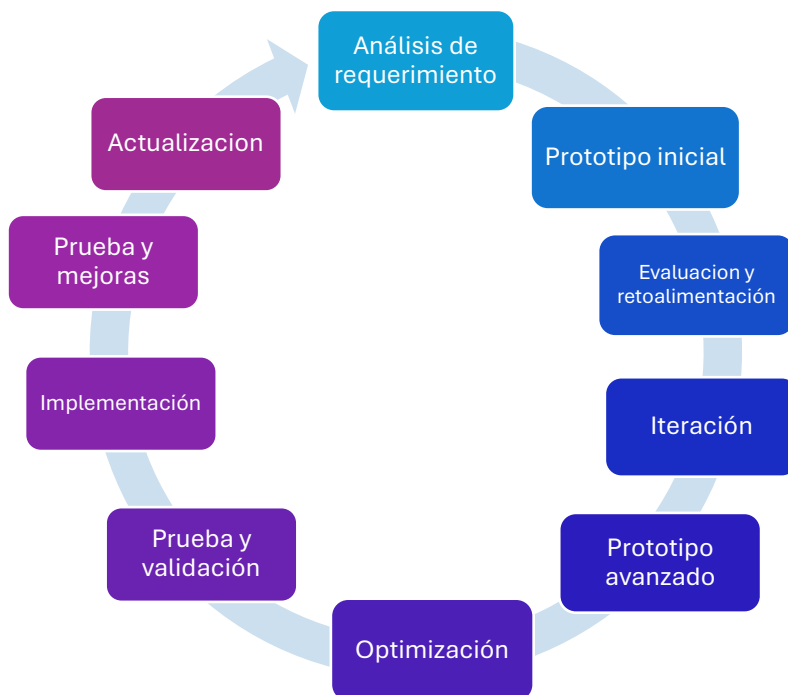 Análisis de
requerimiento
Prototipo inicial
Evaluacion y
retoalimentación
Iteración
Prototipo
avanzado
Optimización
Prueba y
validación
Implementación
Prueba y
mejoras
Actualizacion